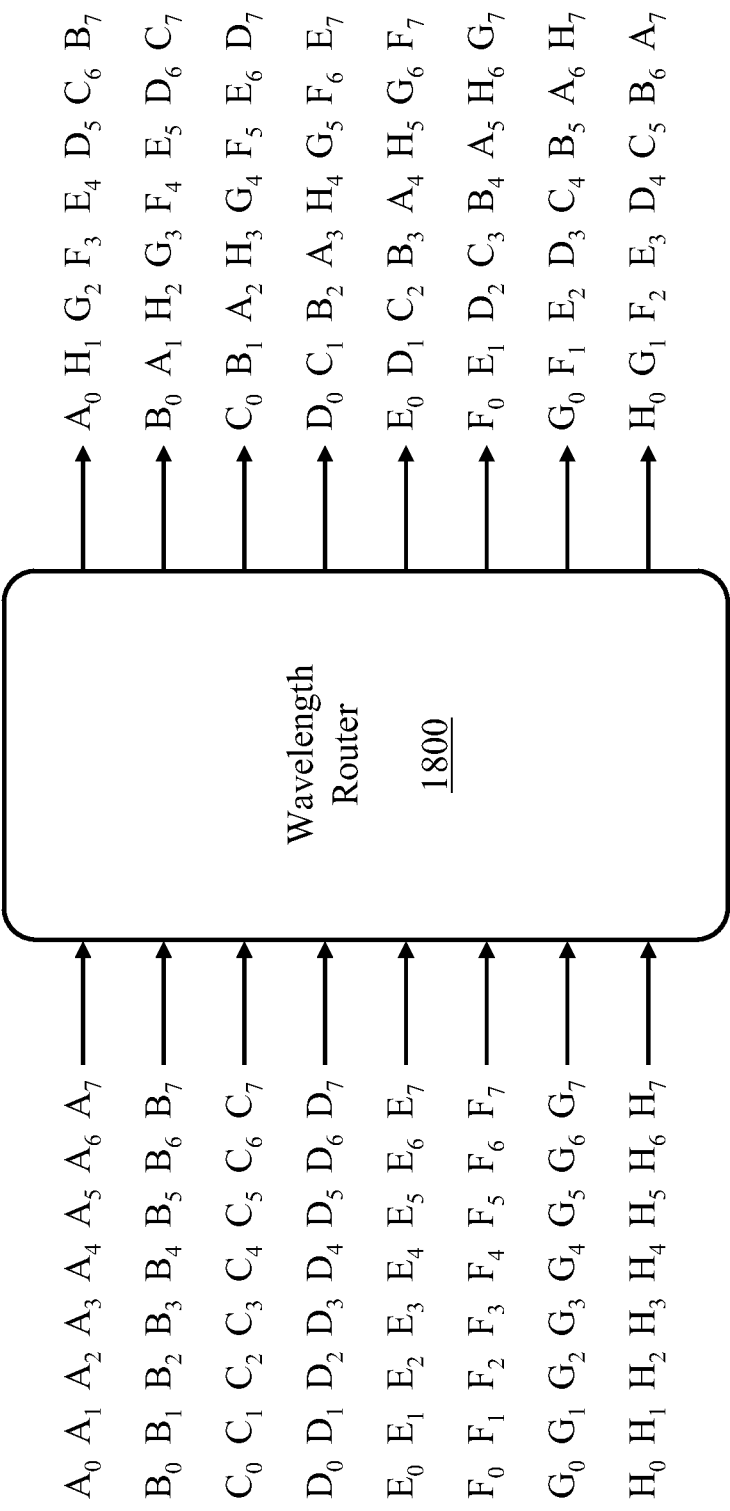 A₀ A₁ A₂ A₃ A₄ A₅ A₆ A₇
B₀ B₁ B₂ B₃ B₄ B₅ B₆ B₇
C₀ C₁ C₂ C₃ C₄ C₅ C₆ C₇
D₀ D₁ D₂ D₃ D₄ D₅ D₆ D₇
E₀ E₁ E₂ E₃ E₄ E₅ E₆ E₇
F₀ F₁ F₂ F₃ F₄ F₅ F₆ F₇
G₀ G₁ G₂ G₃ G₄ G₅ G₆ G₇
H₀ H₁ H₂ H₃ H₄ H₅ H₆ H₇
Wavelength
Router
1800
A₀ H₁ G₂ F₃ E₄ D₅ C₆ B₇
B₀ A₁ H₂ G₃ F₄ E₅ D₆ C₇
C₀ B₁ A₂ H₃ G₄ F₅ E₆ D₇
D₀ C₁ B₂ A₃ H₄ G₅ F₆ E₇
E₀ D₁ C₂ B₃ A₄ H₅ G₆ F₇
F₀ E₁ D₂ C₃ B₄ A₅ H₆ G₇
G₀ F₁ E₂ D₃ C₄ B₅ A₆ H₇
H₀ G₁ F₂ E₃ D₄ C₅ B₆ A₇